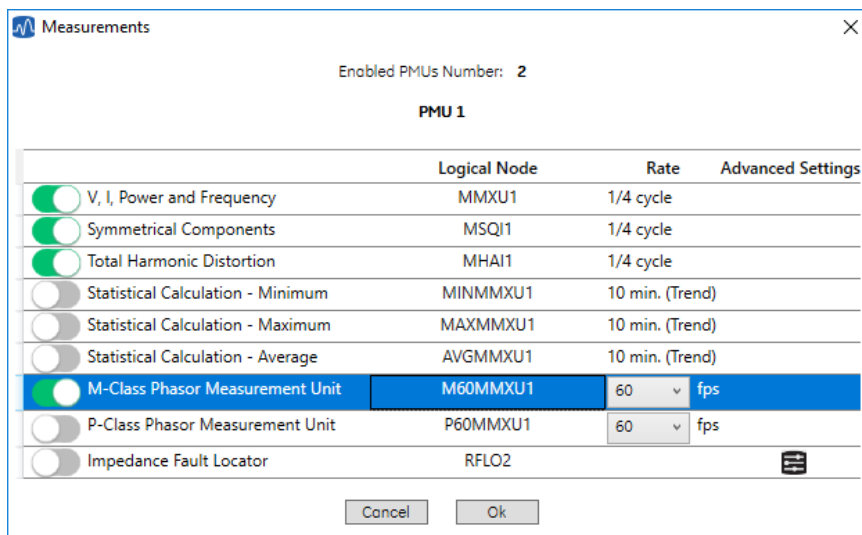 Measurements
Enabled PMUs Number: 2
PMU 1
Logical Node Rate Advanced Settings
V, I, Power and Frequency MMXU1 1/4 cycle
Symmetrical Components MSQI1 1/4 cycle
Total Harmonic Distortion MHAI1 1/4 cycle
Statistical Calculation - Minimum MINMMXU1 10 min. (Trend)
Statistical Calculation - Maximum MAXMMXU1 10 min. (Trend)
Statistical Calculation - Average AVGMMXU1 10 min. (Trend)
M-Class Phasor Measurement Unit M60MMXU1 60 fps
P-Class Phasor Measurement Unit P60MMXU1 60 fps
Impedance Fault Locator RFLO2
Cancel Ok